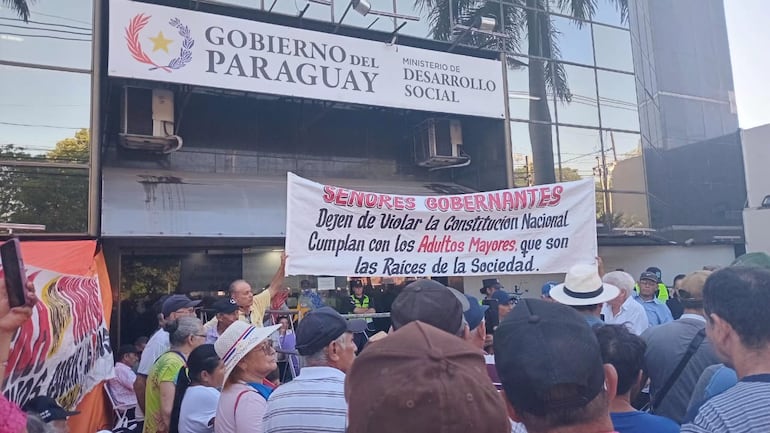 GOBIERNO DEL
PARAGUAY
MINISTERIO DE
DESARROLLO
SOCIAL
SEÑORES GOBERNANTES
Dejen de Violar la Constitución Nacional
Cumplan con los Adultos Mayores, que son
las Raíces de la Sociedad.